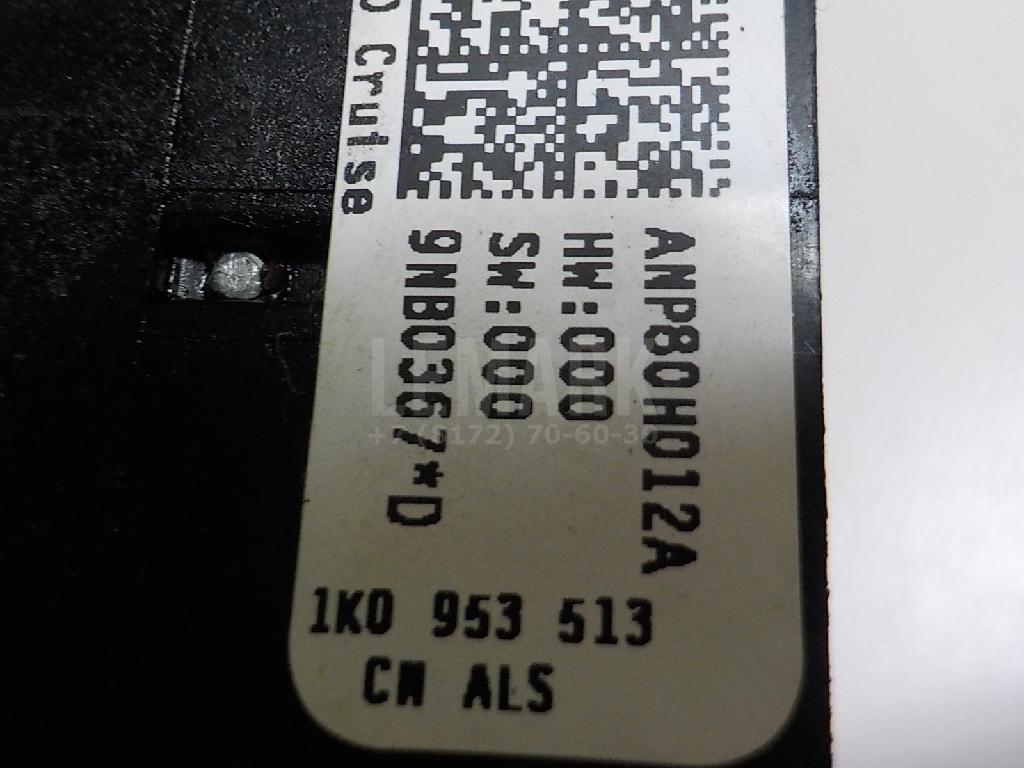 Cruise
ANP80H012A
HW:000
SW:000
9NB0367*D
1K0 953 513
CW ALS